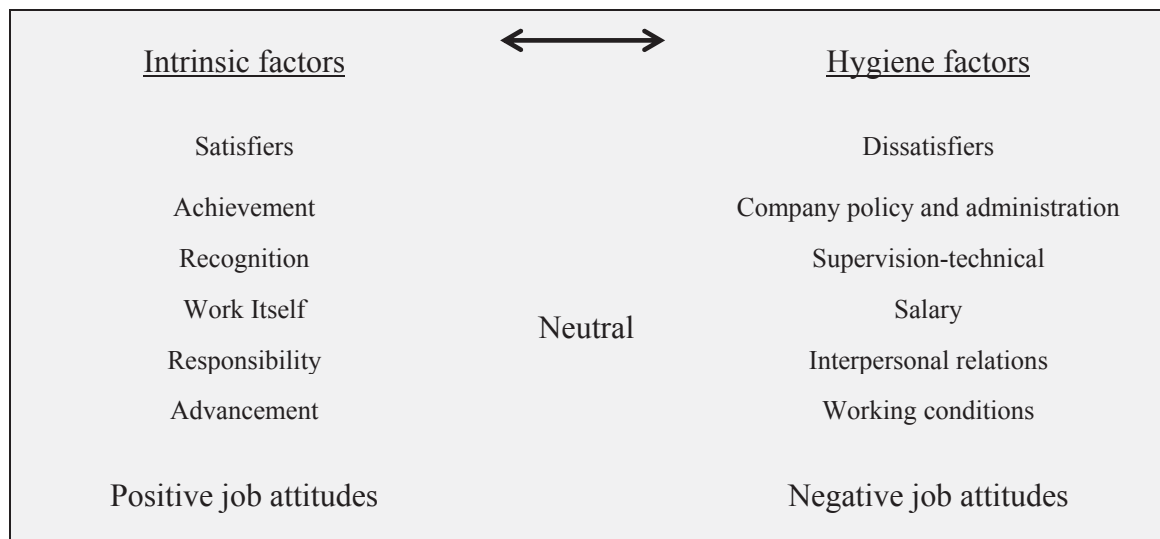 Intrinsic factors
Hygiene factors
Satisfiers
Dissatisfiers
Achievement
Company policy and administration
Recognition
Supervision-technical
Work Itself
Salary
Neutral
Responsibility
Interpersonal relations
Advancement
Working conditions
Positive job attitudes
Negative job attitudes